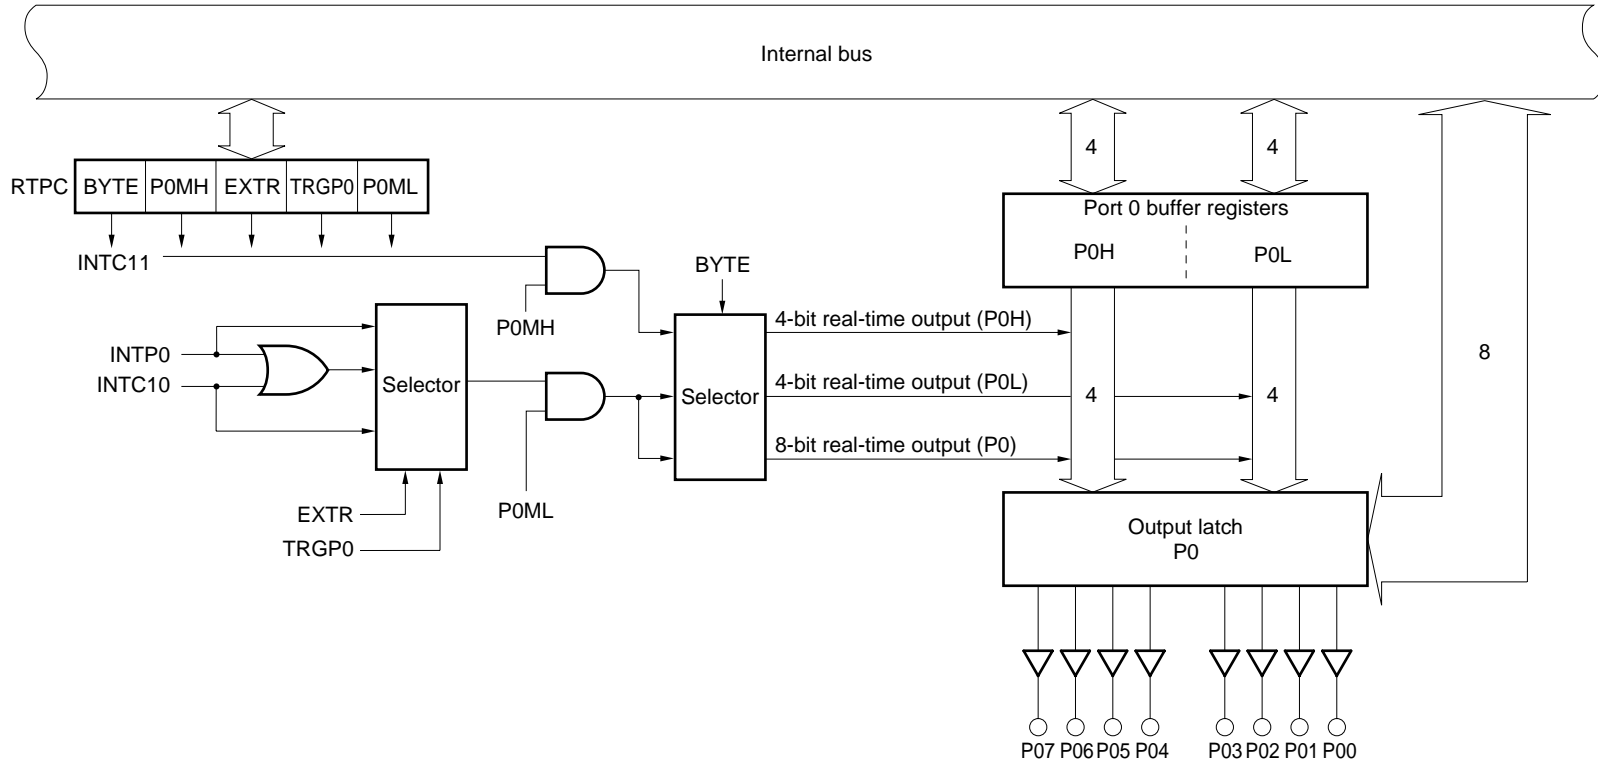 Internal bus
4
4
RTPC
BYTE
P0MH
EXTR
TRGP0
P0ML
Port 0 buffer registers
P0H
P0L
INTC11
BYTE
P0MH
4-bit real-time output (P0H)
INTP0
INTC10
Selector
Selector
4-bit real-time output (P0L)
4
4
8
8-bit real-time output (P0)
P0ML
EXTR
TRGP0
Output latch
P0
P07
P06
P05
P04
P03
P02
P01
P00